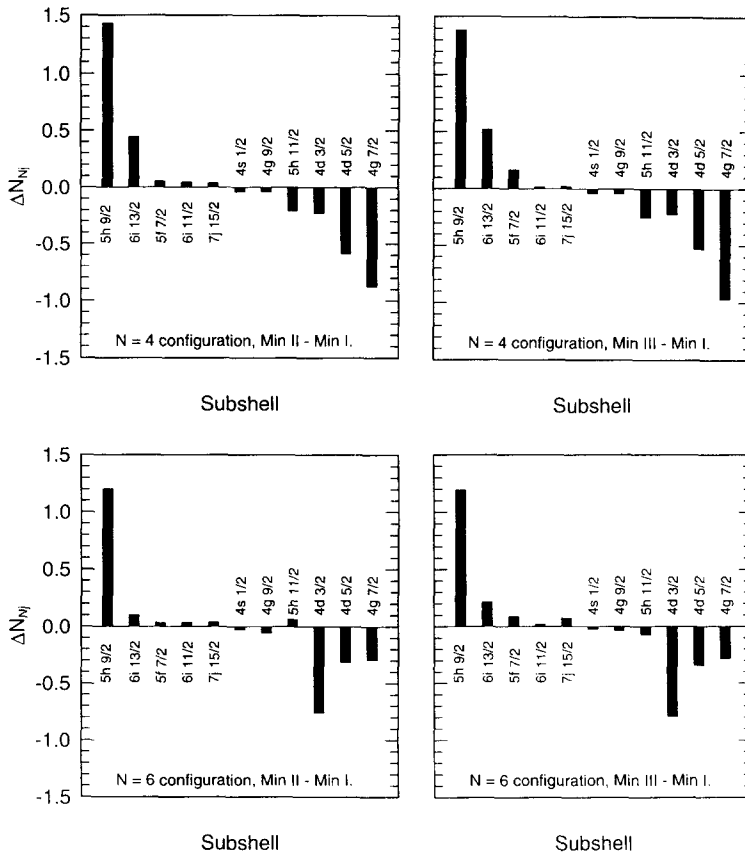 1.5
1.0
0.5
0.0
-0.5
-1.0
-1.5
ΔN_Nj
5h 9/2
6i 13/2
5f 7/2
6i 11/2
7j 15/2
4s 1/2
4g 9/2
5h 11/2
4d 3/2
4d 5/2
4g 7/2
N = 4 configuration, Min II - Min I.
Subshell
5h 9/2
6i 13/2
5f 7/2
6i 11/2
7j 15/2
4s 1/2
4g 9/2
5h 11/2
4d 3/2
4d 5/2
4g 7/2
N = 4 configuration, Min III - Min I.
Subshell
1.5
1.0
0.5
0.0
-0.5
-1.0
-1.5
ΔN_Nj
5h 9/2
6i 13/2
5f 7/2
6i 11/2
7j 15/2
4s 1/2
4g 9/2
5h 11/2
4d 3/2
4d 5/2
4g 7/2
N = 6 configuration, Min II - Min I.
Subshell
5h 9/2
6i 13/2
5f 7/2
6i 11/2
7j 15/2
4s 1/2
4g 9/2
5h 11/2
4d 3/2
4d 5/2
4g 7/2
N = 6 configuration, Min III - Min I.
Subshell